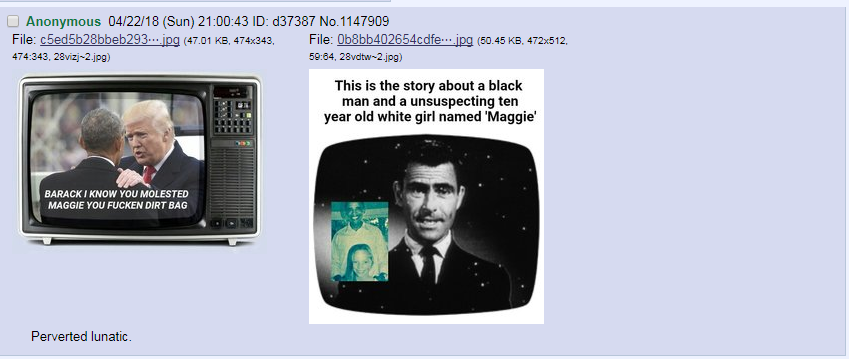 Anonymous 04/22/18 (Sun) 21:00:43 ID: d37387 No.1147909
File: c5ed5b28bbeb293···.jpg (47.01 KB, 474x343,
474:343, 28vizj~2.jpg)
File: 0b8bb402654cdfe···.jpg (50.45 KB, 472x512,
59:64, 28vdtw~2.jpg)
BARACK I KNOW YOU MOLESTED
MAGGIE YOU FUCKEN DIRT BAG
This is the story about a black
man and a unsuspecting ten
year old white girl named 'Maggie'
Perverted lunatic.